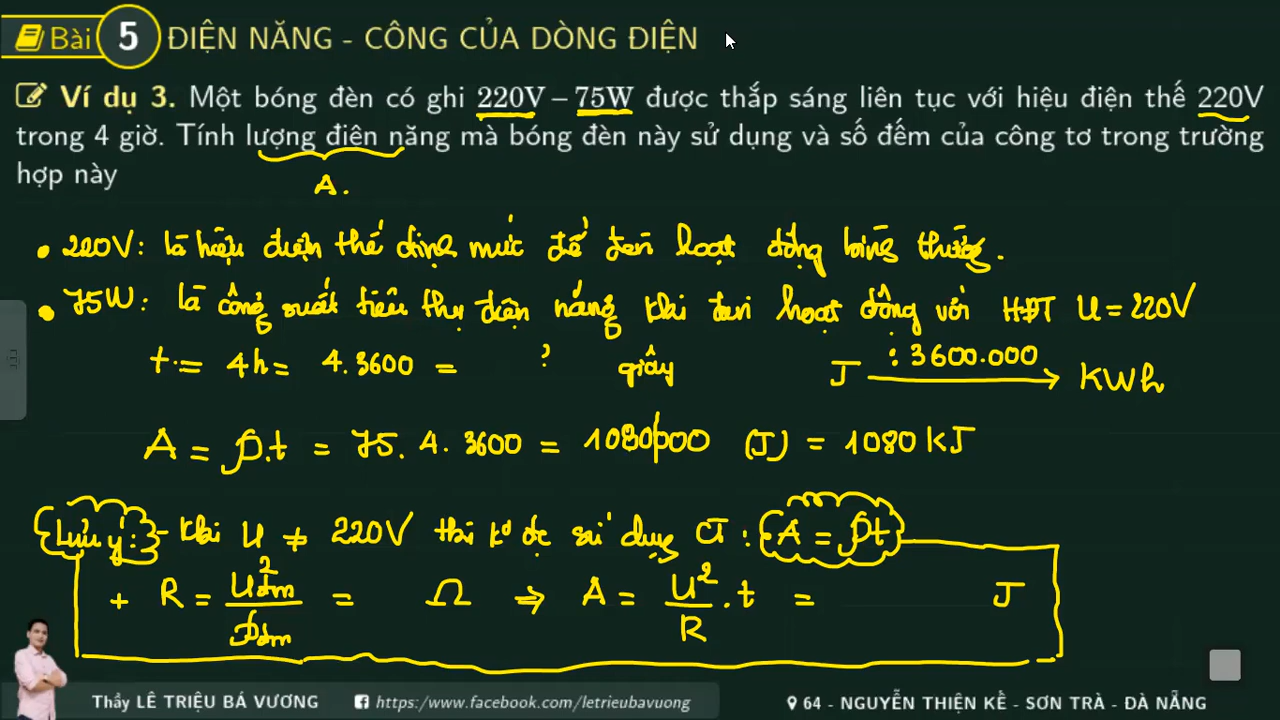 Bài 5 ĐIỆN NĂNG - CÔNG CỦA DÒNG ĐIỆN
Ví dụ 3. Một bóng đèn có ghi 220V – 75W được thắp sáng liên tục với hiệu điện thế 220V
trong 4 giờ. Tính lượng điện năng mà bóng đèn này sử dụng và số đếm của công tơ trong trường
hợp này
A.
• 220V: là hiệu điện thế định mức để đèn hoạt động bình thường.
• 75W: là công suất tiêu thụ điện năng khi đèn hoạt động với HĐT U = 220V
t = 4h = 4.3600 = ? giây J : 3600.000 → KWh
A = P.t = 75. 4. 3600 = 1080000 (J) = 1080 KJ
Lưu ý: - Khi U ≠ 220V thì ko đc sử dụng CT: A = Pt
+ R = U²đm / Pđm = Ω ⇒ A = U² / R . t = J
Thầy LÊ TRIỆU BÁ VƯƠNG https://www.facebook.com/letrieubavuong 64 - NGUYỄN THIỆN KẾ - SƠN TRÀ - ĐÀ NẴNG